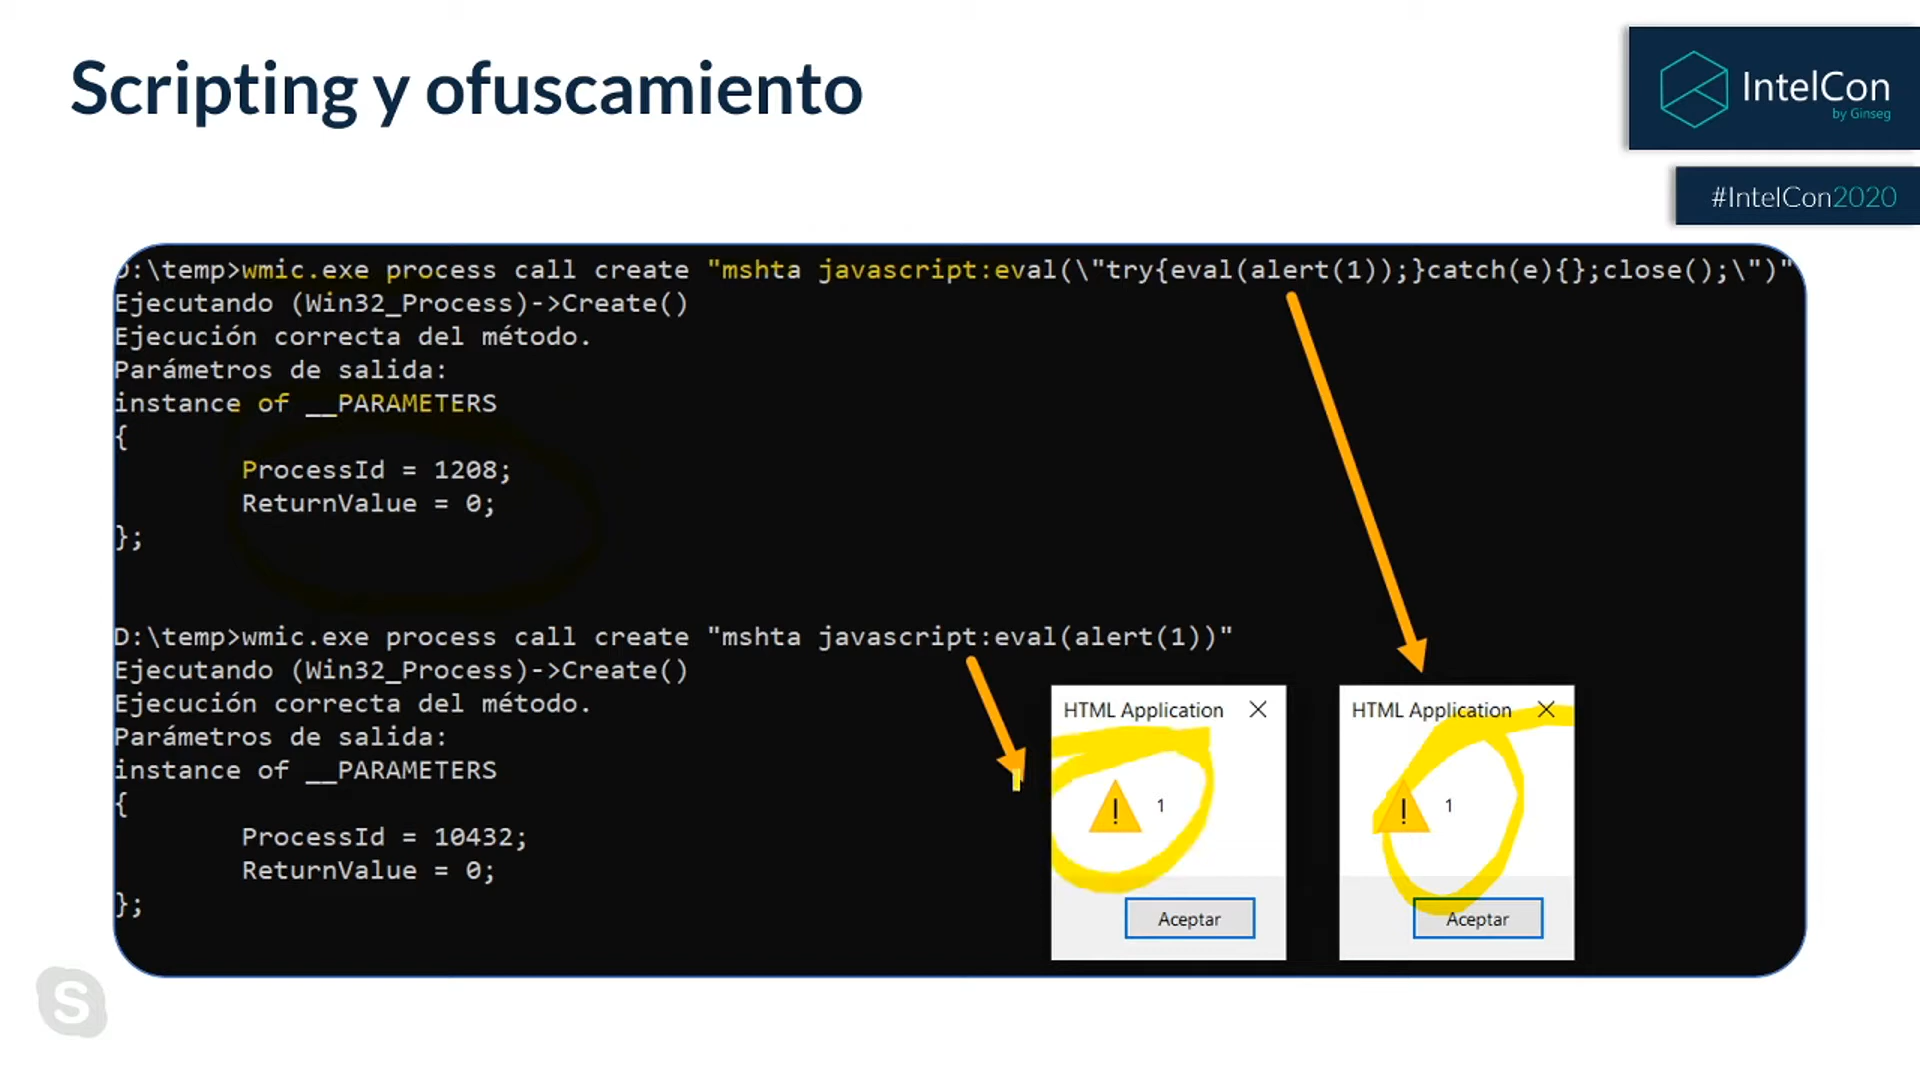 Scripting y ofuscamiento
IntelCon
by Ginseg
#IntelCon2020
D:\temp>wmic.exe process call create "mshta javascript:eval(\"try{eval(alert(1));}catch(e){};close();\")"
Ejecutando (Win32_Process)->Create()
Ejecución correcta del método.
Parámetros de salida:
instance of __PARAMETERS
{
ProcessId = 1208;
ReturnValue = 0;
};
D:\temp>wmic.exe process call create "mshta javascript:eval(alert(1))"
Ejecutando (Win32_Process)->Create()
Ejecución correcta del método.
Parámetros de salida:
instance of __PARAMETERS
{
ProcessId = 10432;
ReturnValue = 0;
};
HTML Application
1
Aceptar
HTML Application
1
Aceptar
S